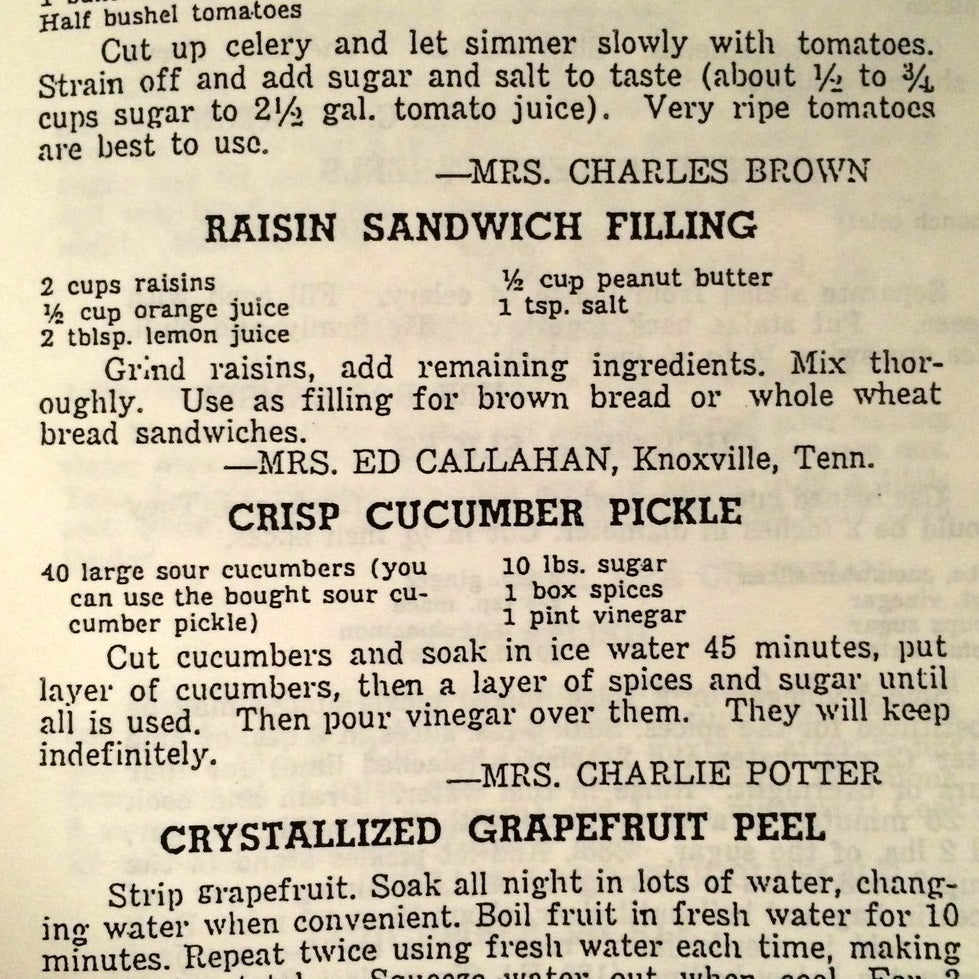 Half bushel tomatoes
Cut up celery and let simmer slowly with tomatoes.
Strain off and add sugar and salt to taste (about ½ to ¾
cups sugar to 2½ gal. tomato juice). Very ripe tomatoes
are best to use.
—MRS. CHARLES BROWN
RAISIN SANDWICH FILLING
2 cups raisins
½ cup orange juice
2 tblsp. lemon juice
½ cup peanut butter
1 tsp. salt
Grind raisins, add remaining ingredients. Mix thor-
oughly. Use as filling for brown bread or whole wheat
bread sandwiches.
—MRS. ED CALLAHAN, Knoxville, Tenn.
CRISP CUCUMBER PICKLE
40 large sour cucumbers (you
can use the bought sour cu-
cumber pickle)
10 lbs. sugar
1 box spices
1 pint vinegar
Cut cucumbers and soak in ice water 45 minutes, put
layer of cucumbers, then a layer of spices and sugar until
all is used. Then pour vinegar over them. They will keep
indefinitely.
—MRS. CHARLIE POTTER
CRYSTALLIZED GRAPEFRUIT PEEL
Strip grapefruit. Soak all night in lots of water, chang-
ing water when convenient. Boil fruit in fresh water for 10
minutes. Repeat twice using fresh water each time, making
Squeeze water out when cool. For 2